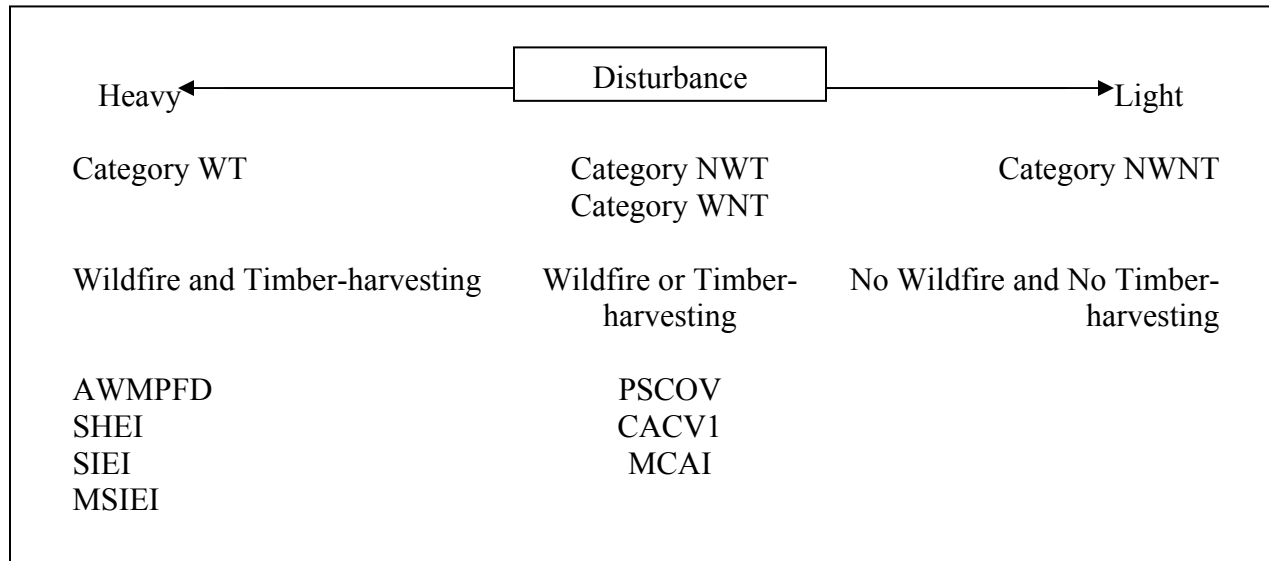 Disturbance
Heavy Light
Category WT Category NWT Category NWNT
Category WNT
Wildfire and Timber-harvesting Wildfire or Timber- No Wildfire and No Timber-
harvesting harvesting
AWMPFD PSCOV
SHEI CACV1
SIEI MCAI
MSIEI